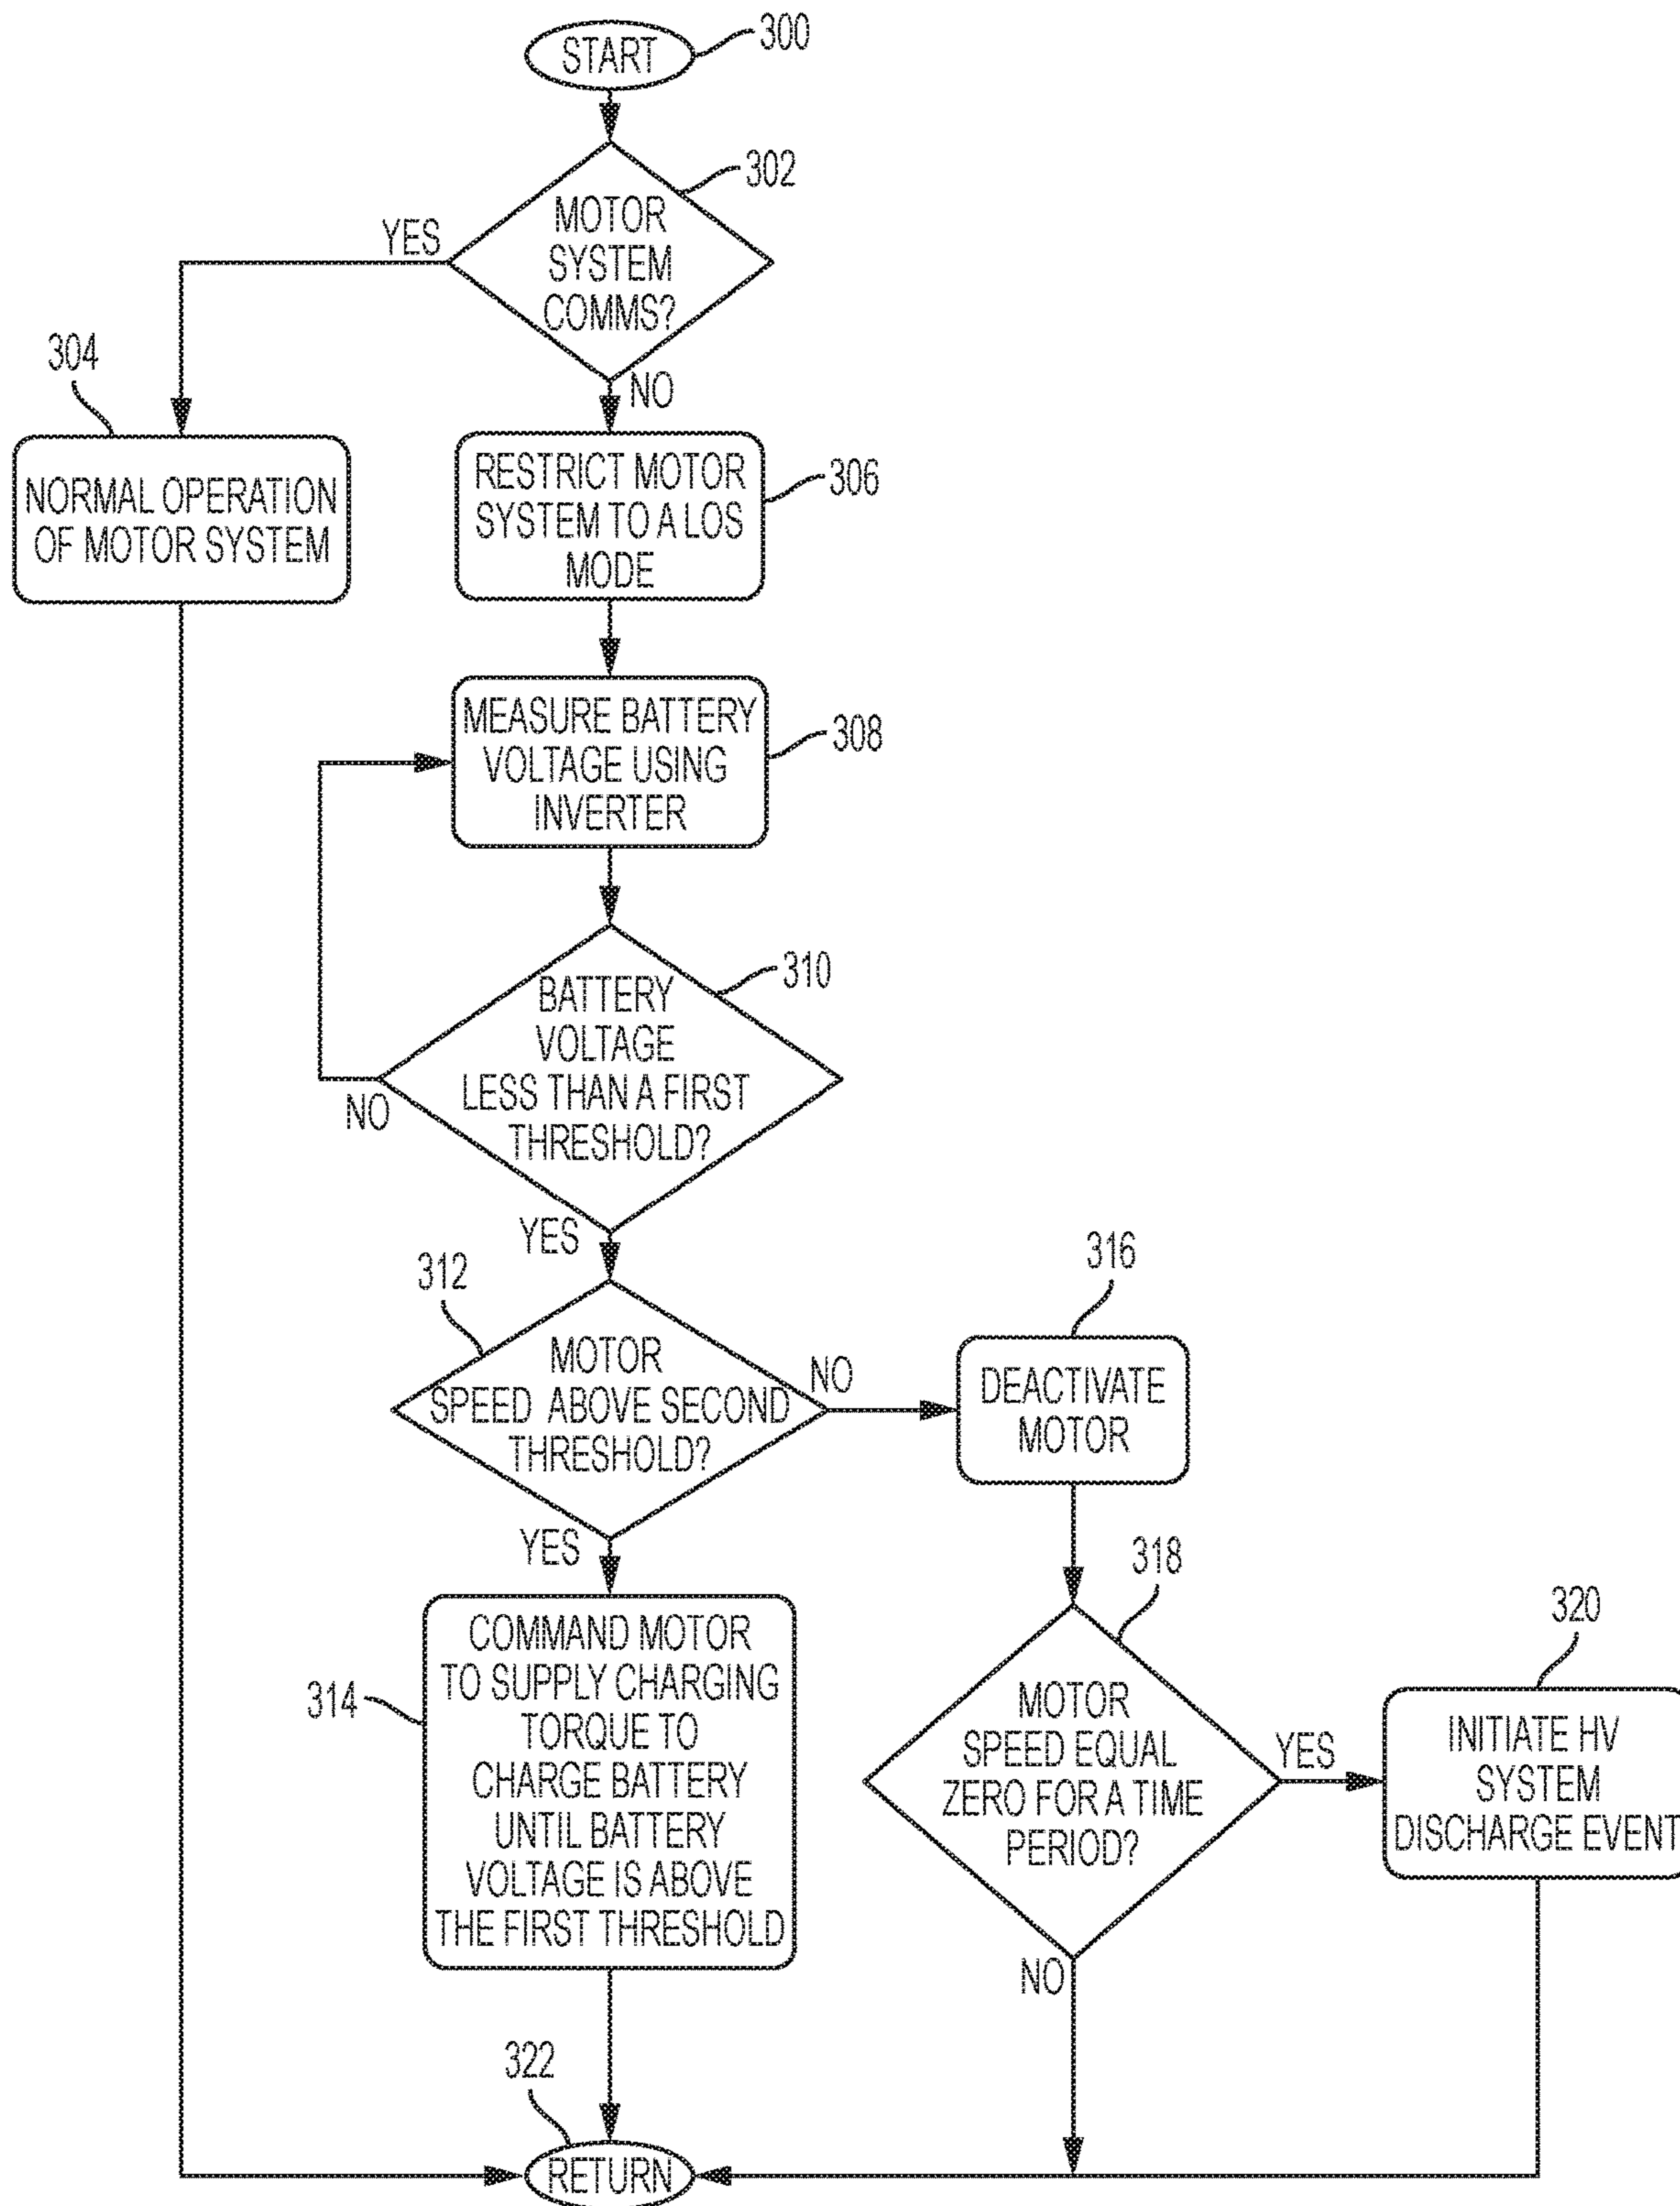 START
300
302
MOTOR
SYSTEM
COMMS?
YES
NO
304
NORMAL OPERATION
OF MOTOR SYSTEM
RESTRICT MOTOR
SYSTEM TO A LOS
MODE
306
MEASURE BATTERY
VOLTAGE USING
INVERTER
308
310
BATTERY
VOLTAGE
LESS THAN A FIRST
THRESHOLD?
NO
YES
312
MOTOR
SPEED ABOVE SECOND
THRESHOLD?
NO
YES
316
DEACTIVATE
MOTOR
314
COMMAND MOTOR
TO SUPPLY CHARGING
TORQUE TO
CHARGE BATTERY
UNTIL BATTERY
VOLTAGE IS ABOVE
THE FIRST THRESHOLD
318
MOTOR
SPEED EQUAL
ZERO FOR A TIME
PERIOD?
YES
NO
320
INITIATE HV
SYSTEM
DISCHARGE EVENT
322
RETURN